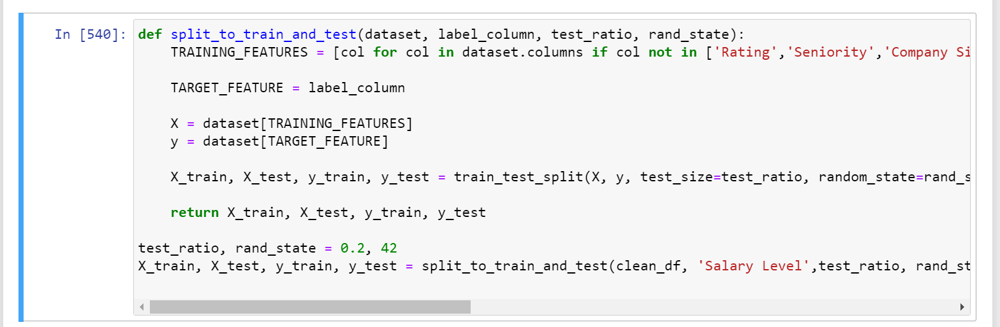 In [540]: def split_to_train_and_test(dataset, label_column, test_ratio, rand_state):
    TRAINING_FEATURES = [col for col in dataset.columns if col not in ['Rating','Seniority','Company Si
    TARGET_FEATURE = label_column
    X = dataset[TRAINING_FEATURES]
    y = dataset[TARGET_FEATURE]
    X_train, X_test, y_train, y_test = train_test_split(X, y, test_size=test_ratio, random_state=rand_s
    return X_train, X_test, y_train, y_test
test_ratio, rand_state = 0.2, 42
X_train, X_test, y_train, y_test = split_to_train_and_test(clean_df, 'Salary Level',test_ratio, rand_st